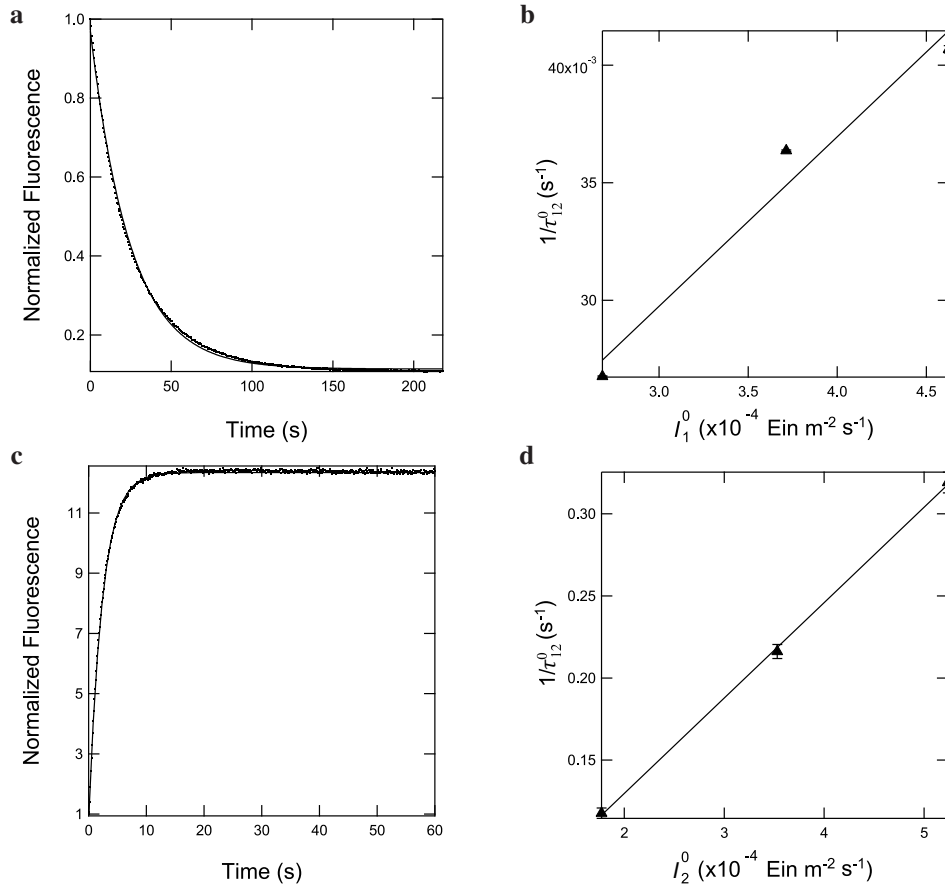 a
1.0
0.8
0.6
0.4
0.2
0
50
100
150
200
Normalized Fluorescence
Time (s)
b
40x10⁻³
35
30
3.0
3.5
4.0
4.5
1/τ⁰₁₂ (s⁻¹)
I⁰₁ (x10⁻⁴ Ein m⁻² s⁻¹)
c
11
9
7
5
3
1
0
10
20
30
40
50
60
Normalized Fluorescence
Time (s)
d
0.30
0.25
0.20
0.15
2
3
4
5
1/τ⁰₁₂ (s⁻¹)
I⁰₂ (x10⁻⁴ Ein m⁻² s⁻¹)